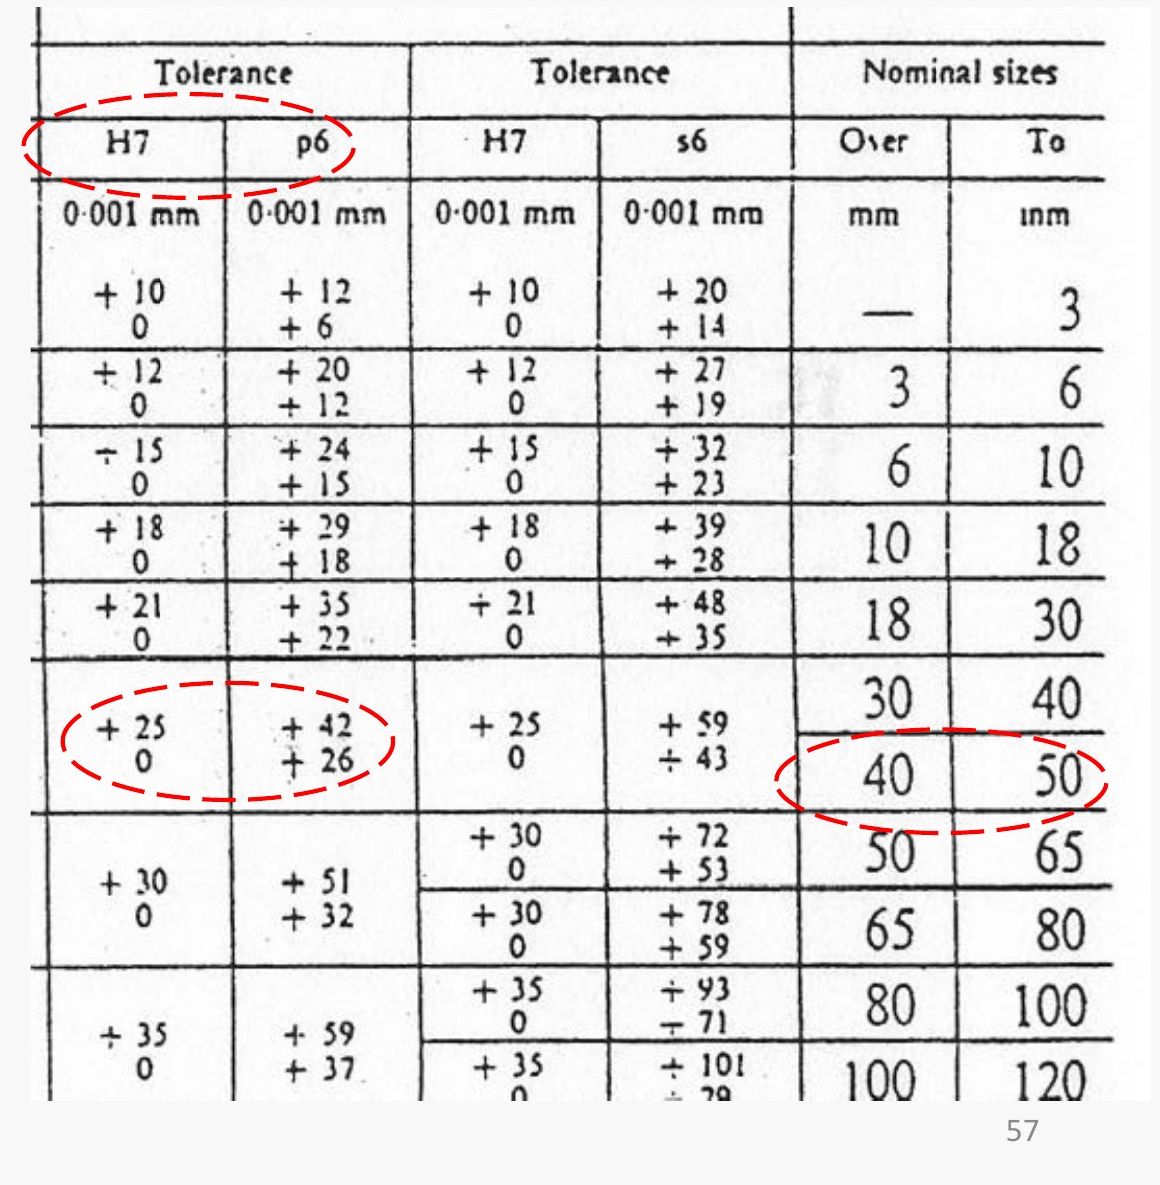 Tolerance Tolerance Nominal sizes
H7 p6 H7 s6 Over To
0·001 mm 0·001 mm 0·001 mm 0·001 mm mm mm
+ 10 + 12 + 10 + 20 — 3
0 + 6 0 + 14
+ 12 + 20 + 12 + 27 3 6
0 + 12 0 + 19
+ 15 + 24 + 15 + 32 6 10
0 + 15 0 + 23
+ 18 + 29 + 18 + 39 10 18
0 + 18 0 + 28
+ 21 + 35 + 21 + 48 18 30
0 + 22 0 + 35
30 40
+ 25 + 42 + 25 + 59
0 + 26 0 + 43 40 50
+ 30 + 72 50 65
0 + 53
+ 30 + 51
0 + 32 + 30 + 78 65 80
0 + 59
+ 35 + 93 80 100
0 + 71
+ 35 + 59
0 + 37 + 35 + 101 100 120
57